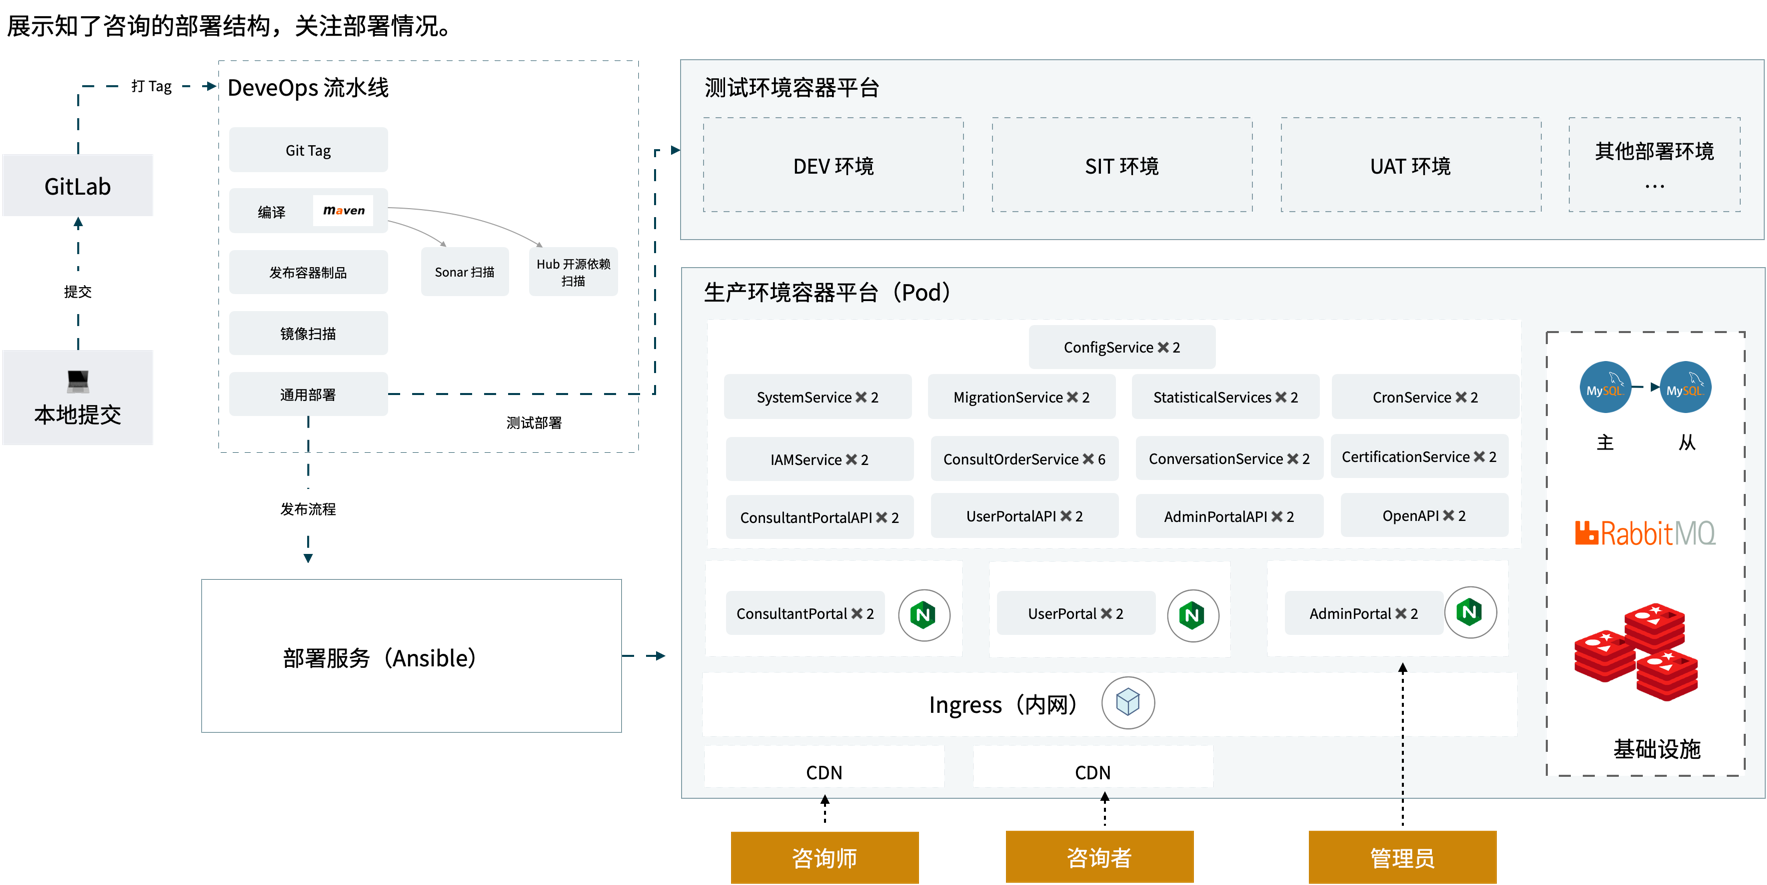 展示知了咨询的部署结构，关注部署情况。
打 Tag
GitLab
提交
本地提交
DeveOps 流水线
Git Tag
编译
maven
发布容器制品
镜像扫描
通用部署
Sonar 扫描
Hub 开源依赖
扫描
测试部署
发布流程
部署服务（Ansible）
测试环境容器平台
DEV 环境
SIT 环境
UAT 环境
其他部署环境
...
生产环境容器平台（Pod）
ConfigService ✖ 2
SystemService ✖ 2
MigrationService ✖ 2
StatisticalServices ✖ 2
CronService ✖ 2
IAMService ✖ 2
ConsultOrderService ✖ 6
ConversationService ✖ 2
CertificationService ✖ 2
ConsultantPortalAPI ✖ 2
UserPortalAPI ✖ 2
AdminPortalAPI ✖ 2
OpenAPI ✖ 2
ConsultantPortal ✖ 2
N
UserPortal ✖ 2
N
AdminPortal ✖ 2
N
Ingress（内网）
CDN
CDN
MySQL
MySQL
主
从
RabbitMQ
基础设施
咨询师
咨询者
管理员